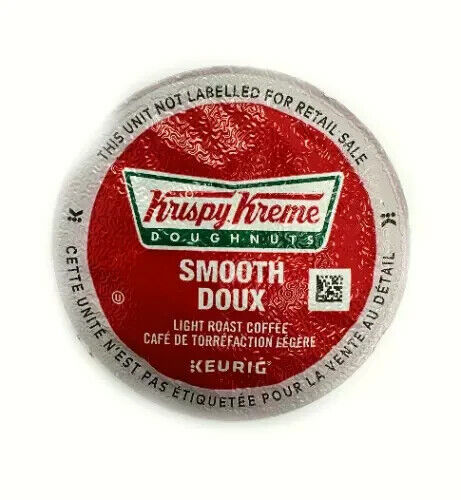 THIS UNIT NOT LABELLED FOR RETAIL SALE
Krispy Kreme
DOUGHNUTS
SMOOTH
DOUX
LIGHT ROAST COFFEE
CAFÉ DE TORRÉFACTION LÉGÈRE
KEURIG
CETTE UNITÉ N'EST PAS ÉTIQUETÉE POUR LA VENTE AU DÉTAIL